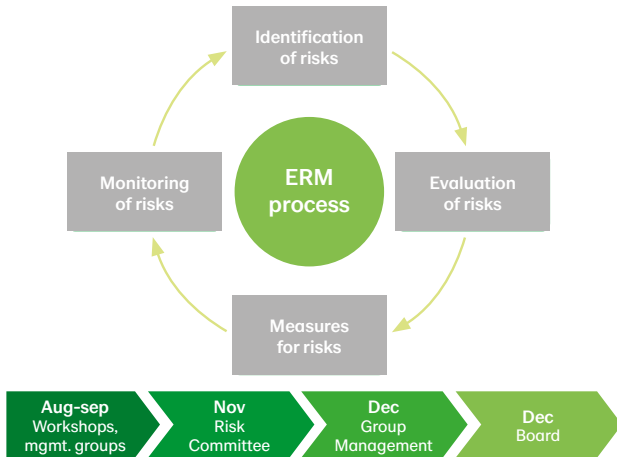 Identification
of risks
Monitoring
of risks
ERM
process
Evaluation
of risks
Measures
for risks
Aug-sep
Workshops,
mgmt. groups
Nov
Risk
Committee
Dec
Group
Management
Dec
Board